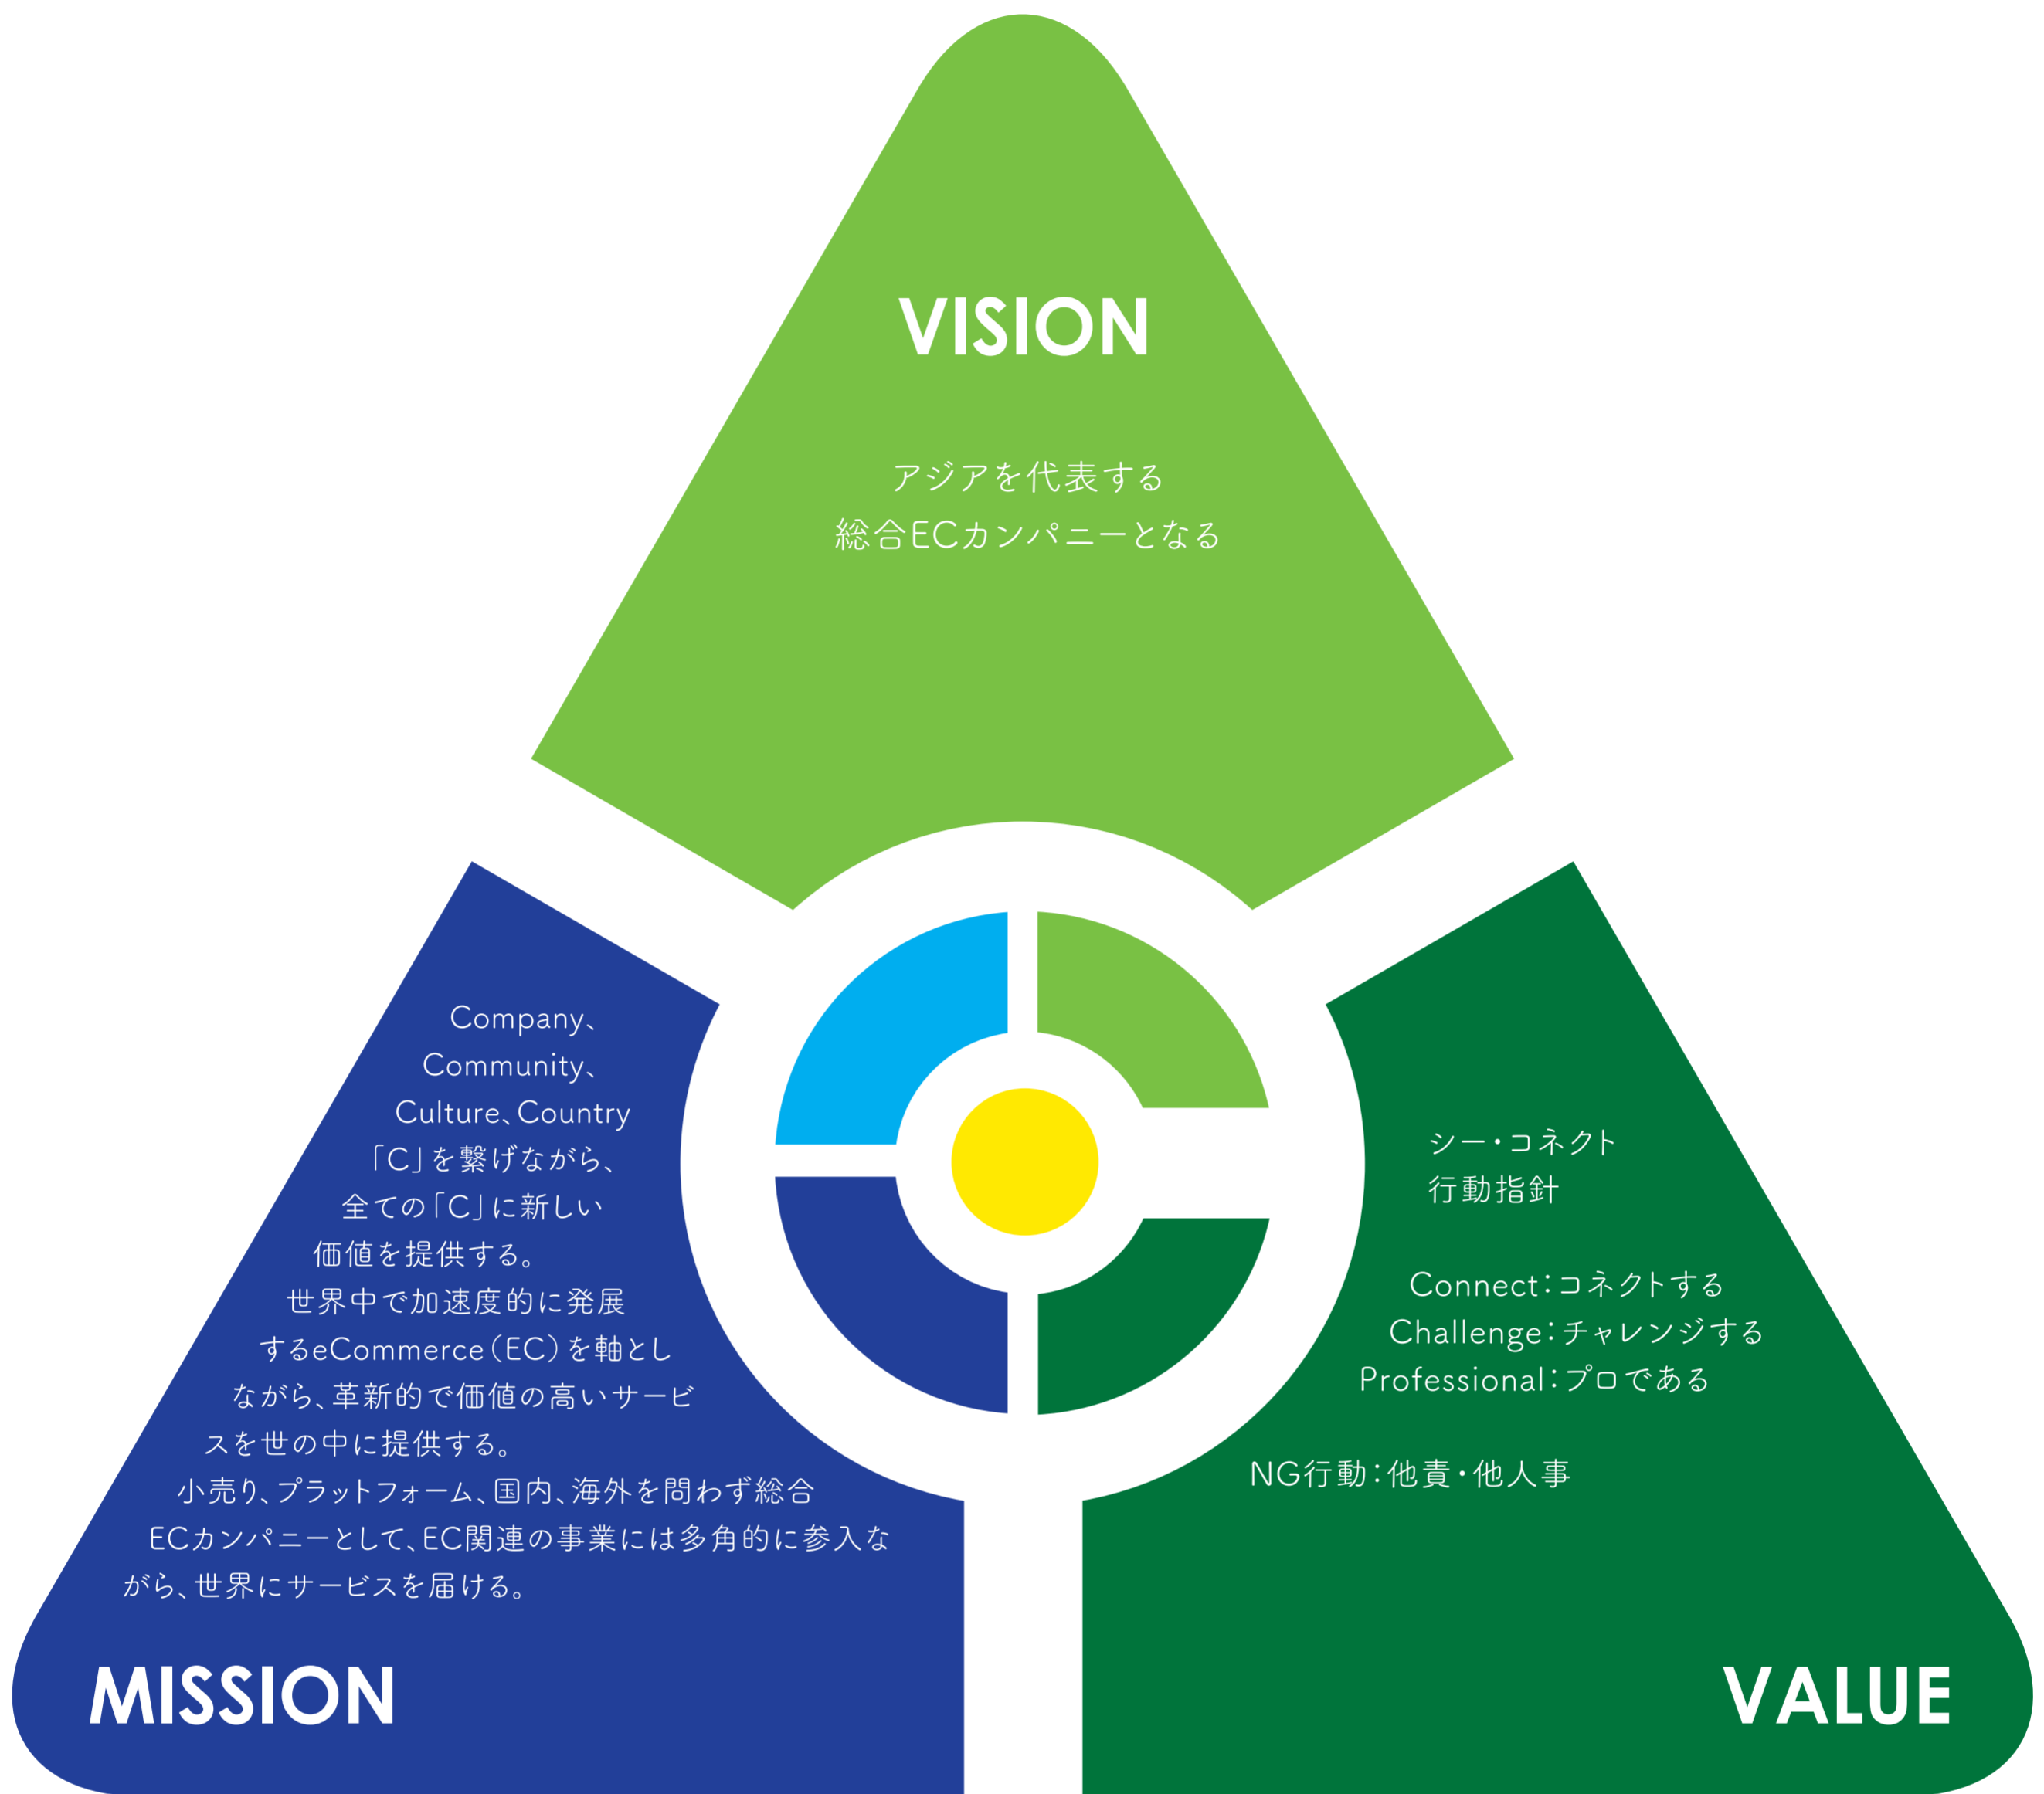 VISION
アジアを代表する
総合ECカンパニーとなる
Company、
Community、
Culture、Country
「C」を繋げながら、
全ての「C」に新しい
価値を提供する。
世界中で加速度的に発展
するeCommerce(EC)を軸とし
ながら、革新的で価値の高いサービ
スを世の中に提供する。
小売り、プラットフォーム、国内、海外を問わず総合
ECカンパニーとして、EC関連の事業には多角的に参入な
がら、世界にサービスを届ける。
MISSION
シー・コネクト
行動指針
Connect：コネクトする
Challenge：チャレンジする
Professional：プロである
NG行動：他責・他人事
VALUE